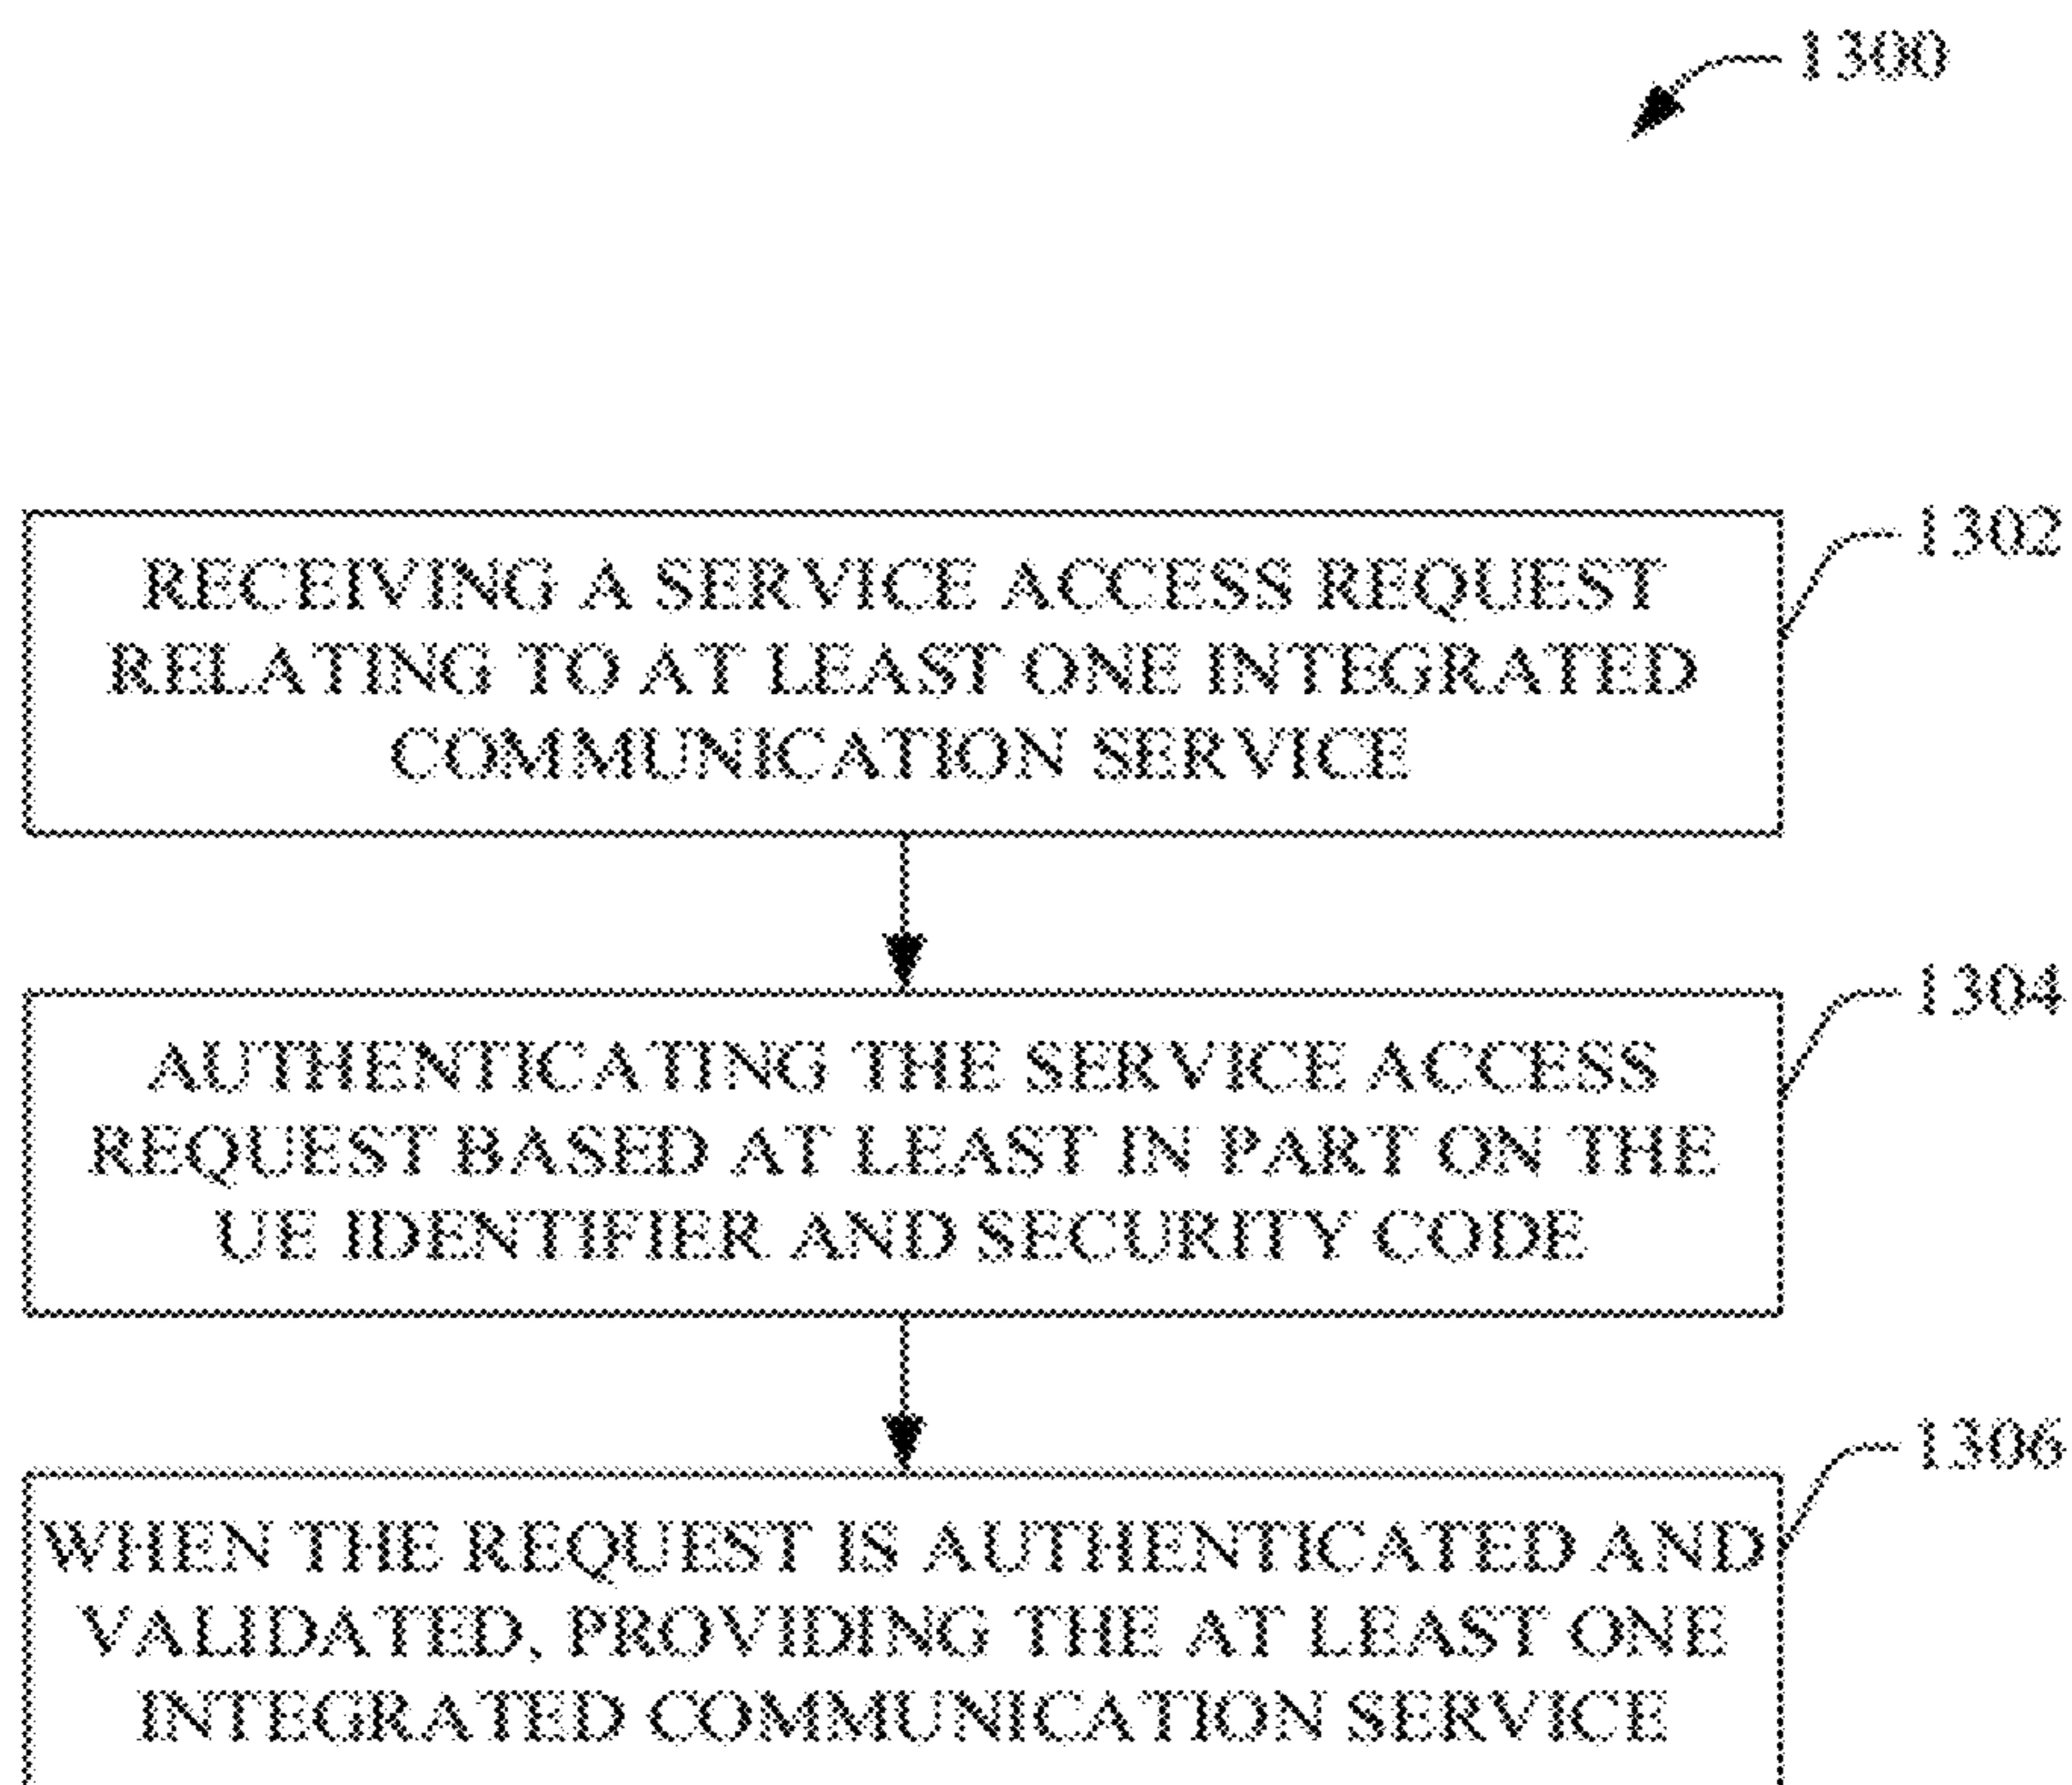 1300
1302
RECEIVING A SERVICE ACCESS REQUEST
RELATING TO AT LEAST ONE INTEGRATED
COMMUNICATION SERVICE
1304
AUTHENTICATING THE SERVICE ACCESS
REQUEST BASED AT LEAST IN PART ON THE
UE IDENTIFIER AND SECURITY CODE
1306
WHEN THE REQUEST IS AUTHENTICATED AND
VALIDATED, PROVIDING THE AT LEAST ONE
INTEGRATED COMMUNICATION SERVICE